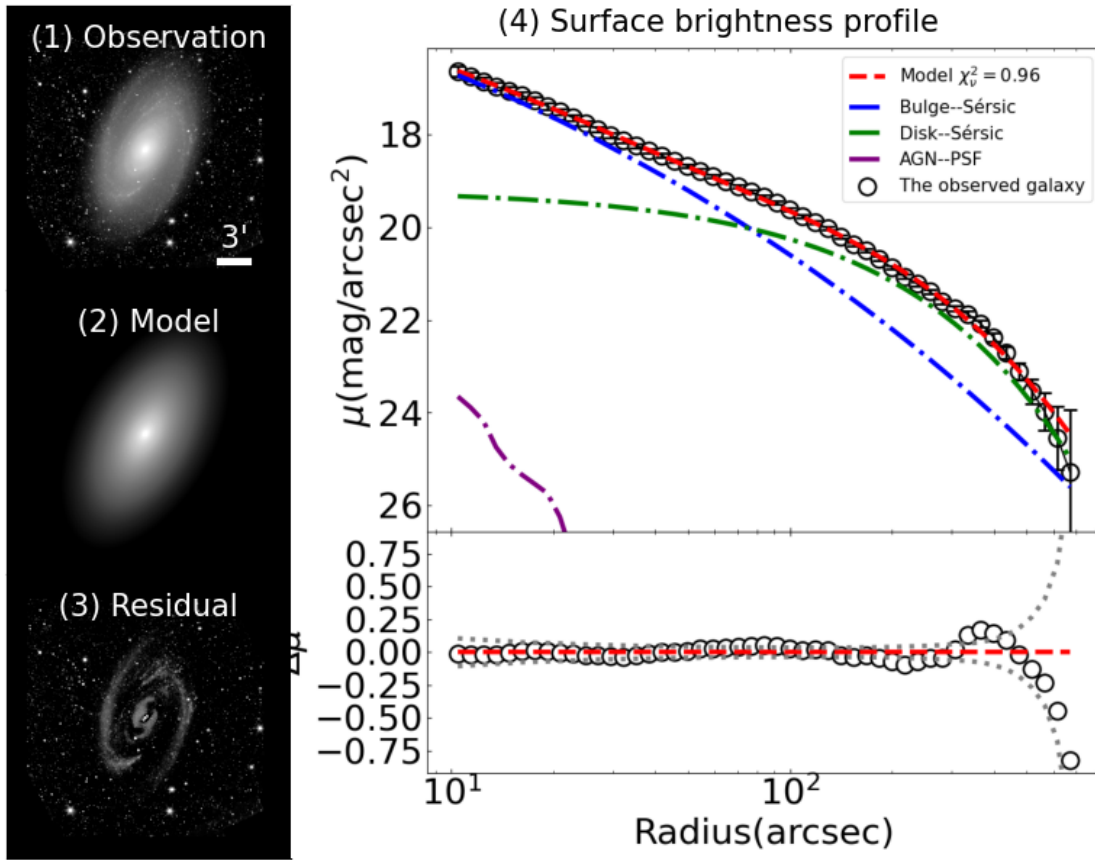 (1) Observation
3'
(2) Model
(3) Residual
(4) Surface brightness profile
Model χ²ᵥ = 0.96
Bulge--Sérsic
Disk--Sérsic
AGN--PSF
The observed galaxy
μ(mag/arcsec²)
18
20
22
24
26
Δμ
0.75
0.50
0.25
0.00
−0.25
−0.50
−0.75
10¹
10²
Radius(arcsec)